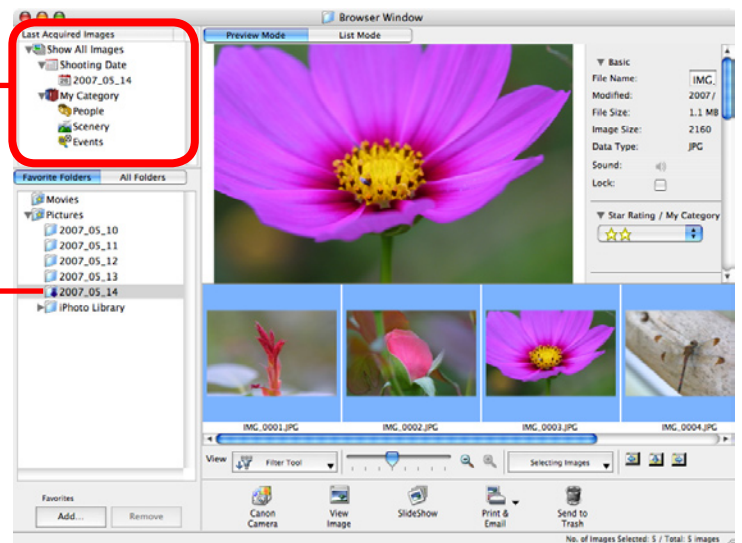 Browser Window
Last Acquired Images
Show All Images
Shooting Date
2007_05_14
My Category
People
Scenery
Events
Favorite Folders All Folders
Movies
Pictures
2007_05_10
2007_05_11
2007_05_12
2007_05_13
2007_05_14
iPhoto Library
Favorites
Add... Remove
Preview Mode List Mode
Basic
File Name: IMG_
Modified: 2007/
File Size: 1.1 MB
Image Size: 2160
Data Type: JPG
Sound:
Lock:
Star Rating / My Category
IMG_0001.JPG IMG_0002.JPG IMG_0003.JPG IMG_0004.JPG
View Filter Tool Selecting Images
Canon Camera
View Image
SlideShow
Print & Email
Send to Trash
No. of Images Selected: 5 / Total: 5 images